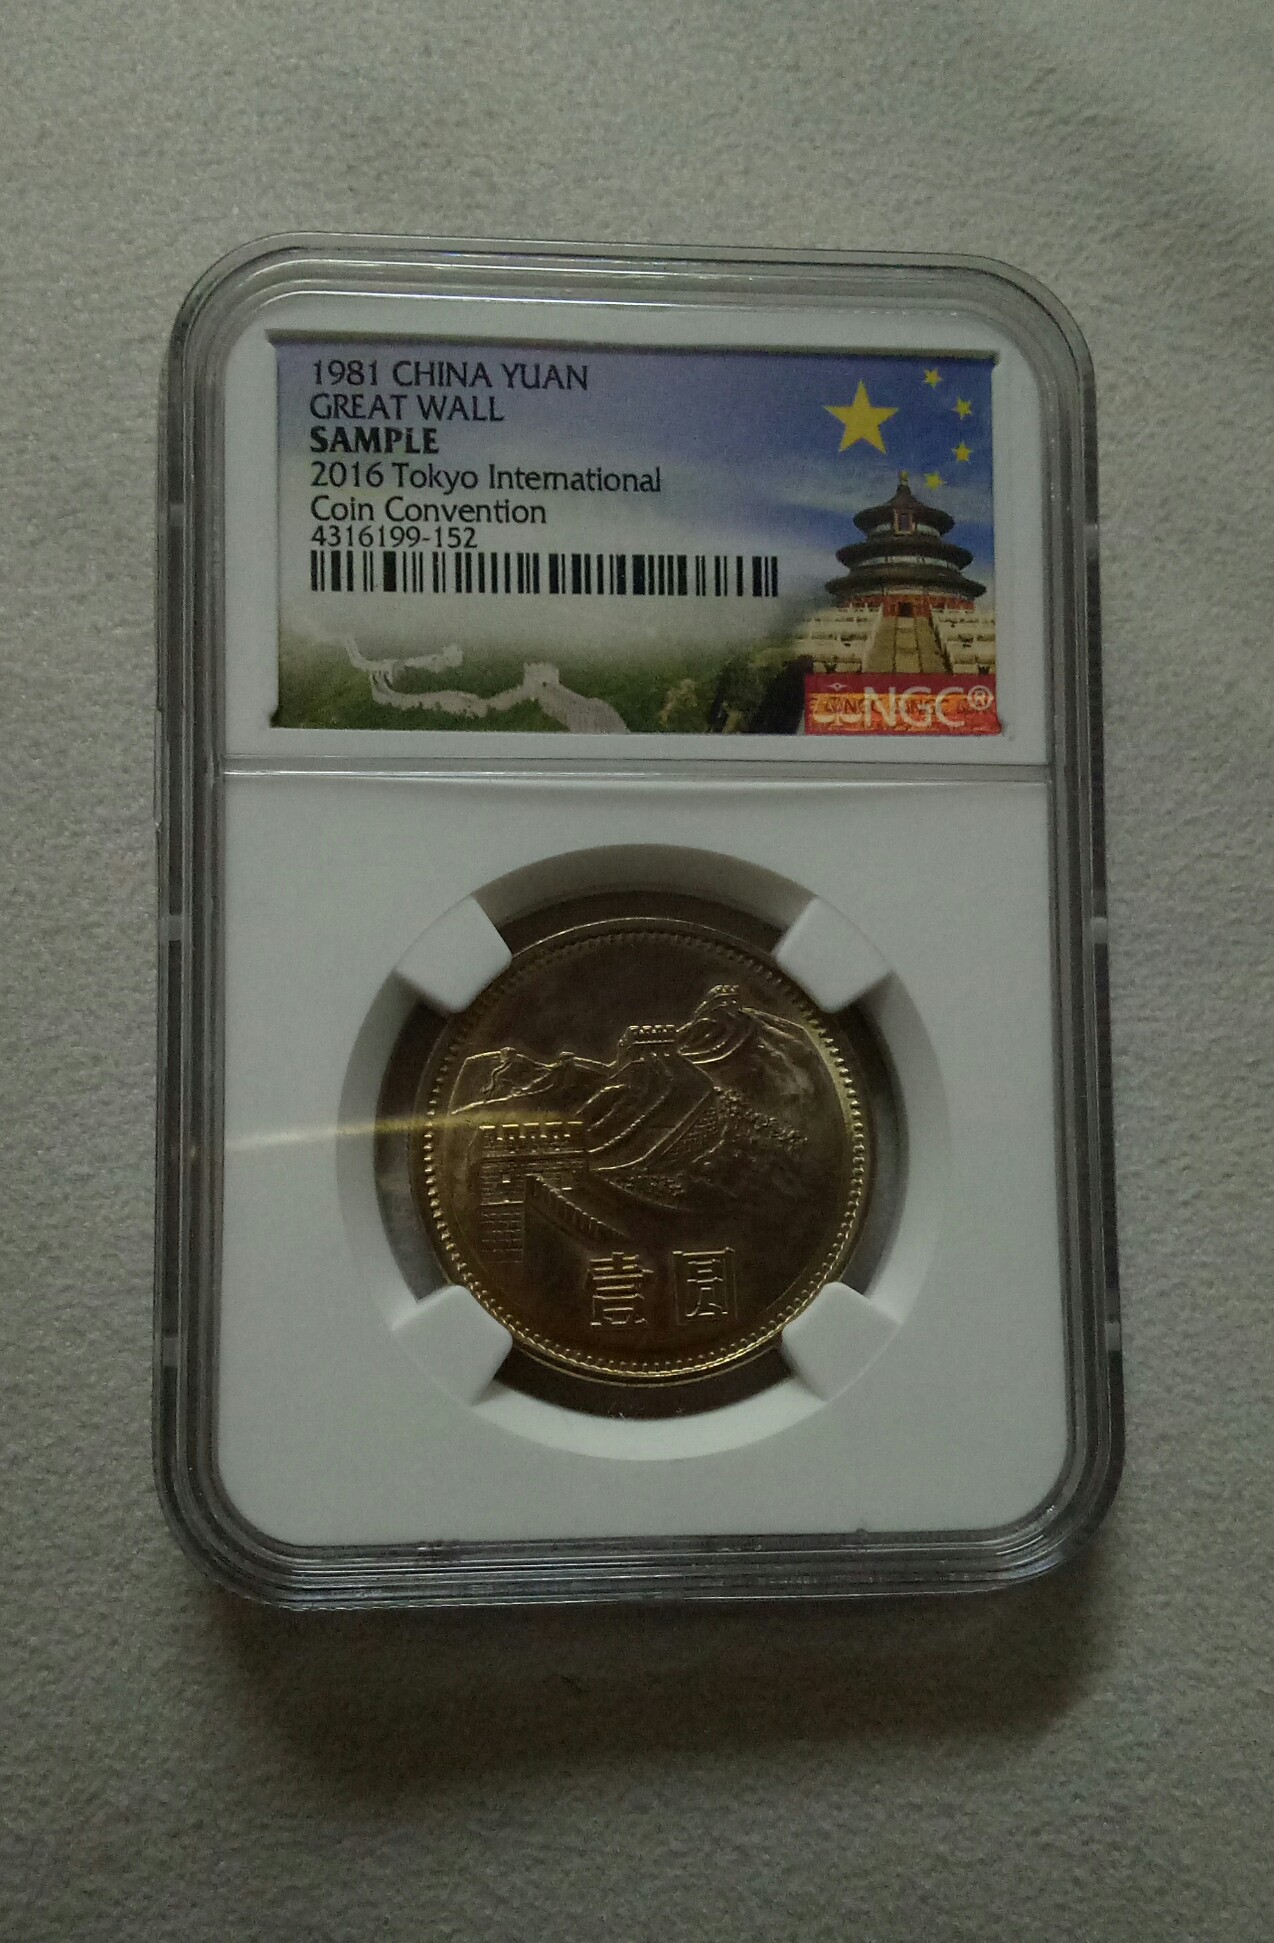 1981 CHINA YUAN
GREAT WALL
SAMPLE
2016 Tokyo International
Coin Convention
4316199-152
NGC®
壹圆